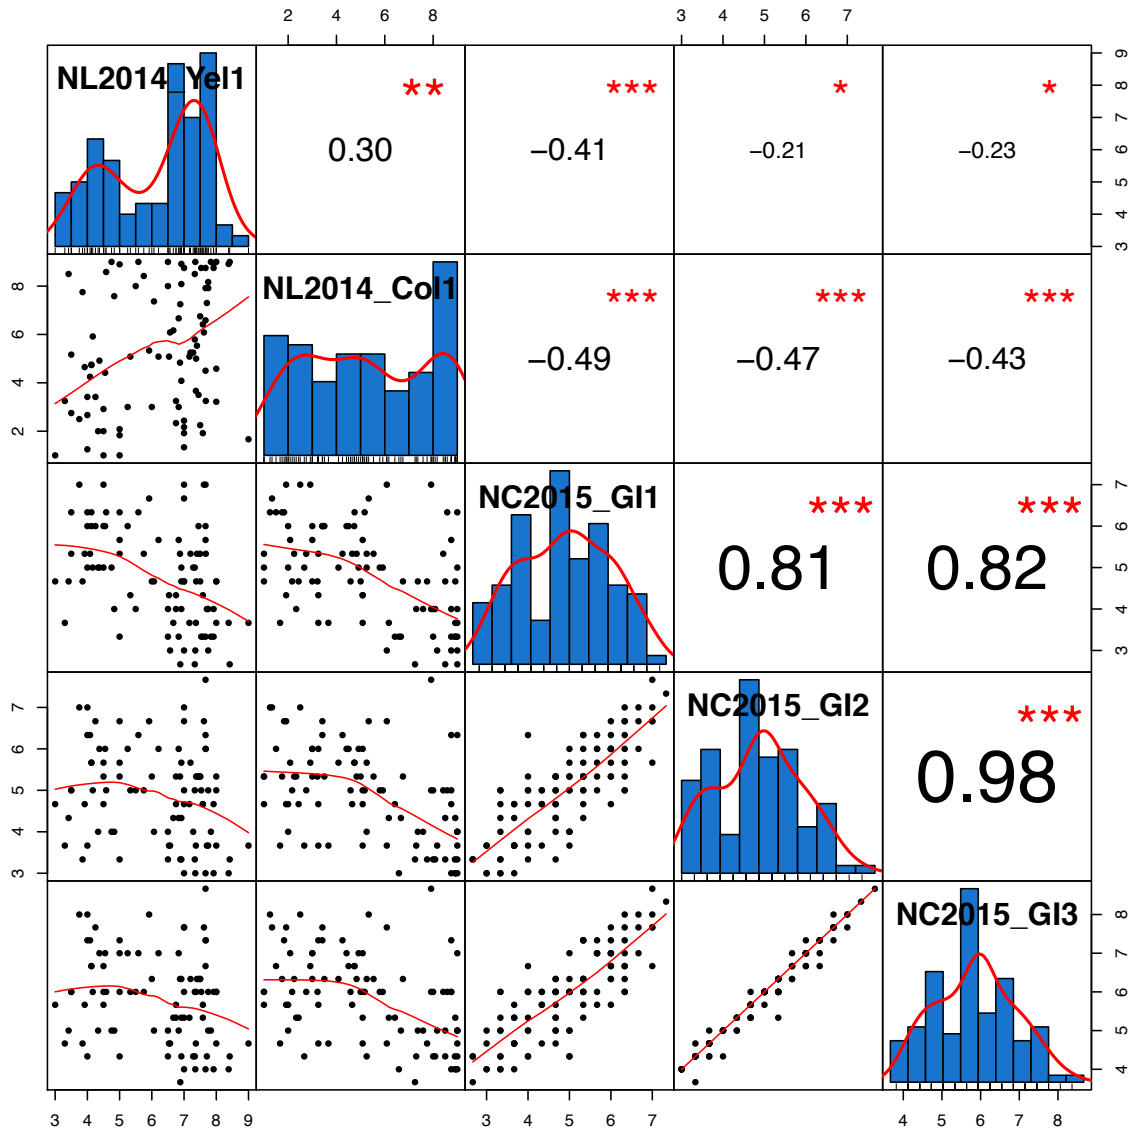 2 4 6 8 3 4 5 6 7
NL2014_Yel1 ** *** * * 9
0.30 −0.41 −0.21 −0.23 8 7 6 5 4 3
NL2014_Col1 *** *** ***
8 6 4 2 −0.49 −0.47 −0.43
NC2015_GI1 *** *** 7
0.81 0.82 6 5 4 3
NC2015_GI2 ***
7 6 5 4 3 0.98
NC2015_GI3 8 7 6 5 4
3 4 5 6 7 8 9 3 4 5 6 7 4 5 6 7 8